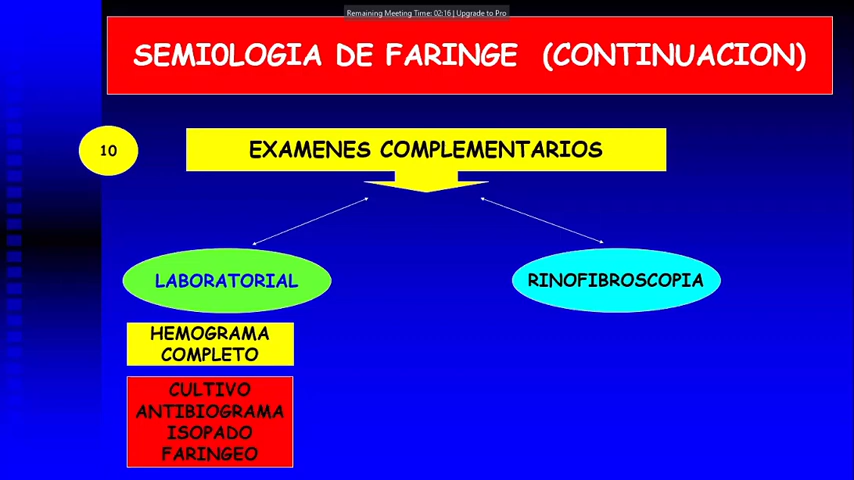 Remaining Meeting Time: 02:16 | Upgrade to Pro
SEMI0LOGIA DE FARINGE (CONTINUACION)
10
EXAMENES COMPLEMENTARIOS
LABORATORIAL
RINOFIBROSCOPIA
HEMOGRAMA
COMPLETO
CULTIVO
ANTIBIOGRAMA
ISOPADO
FARINGEO